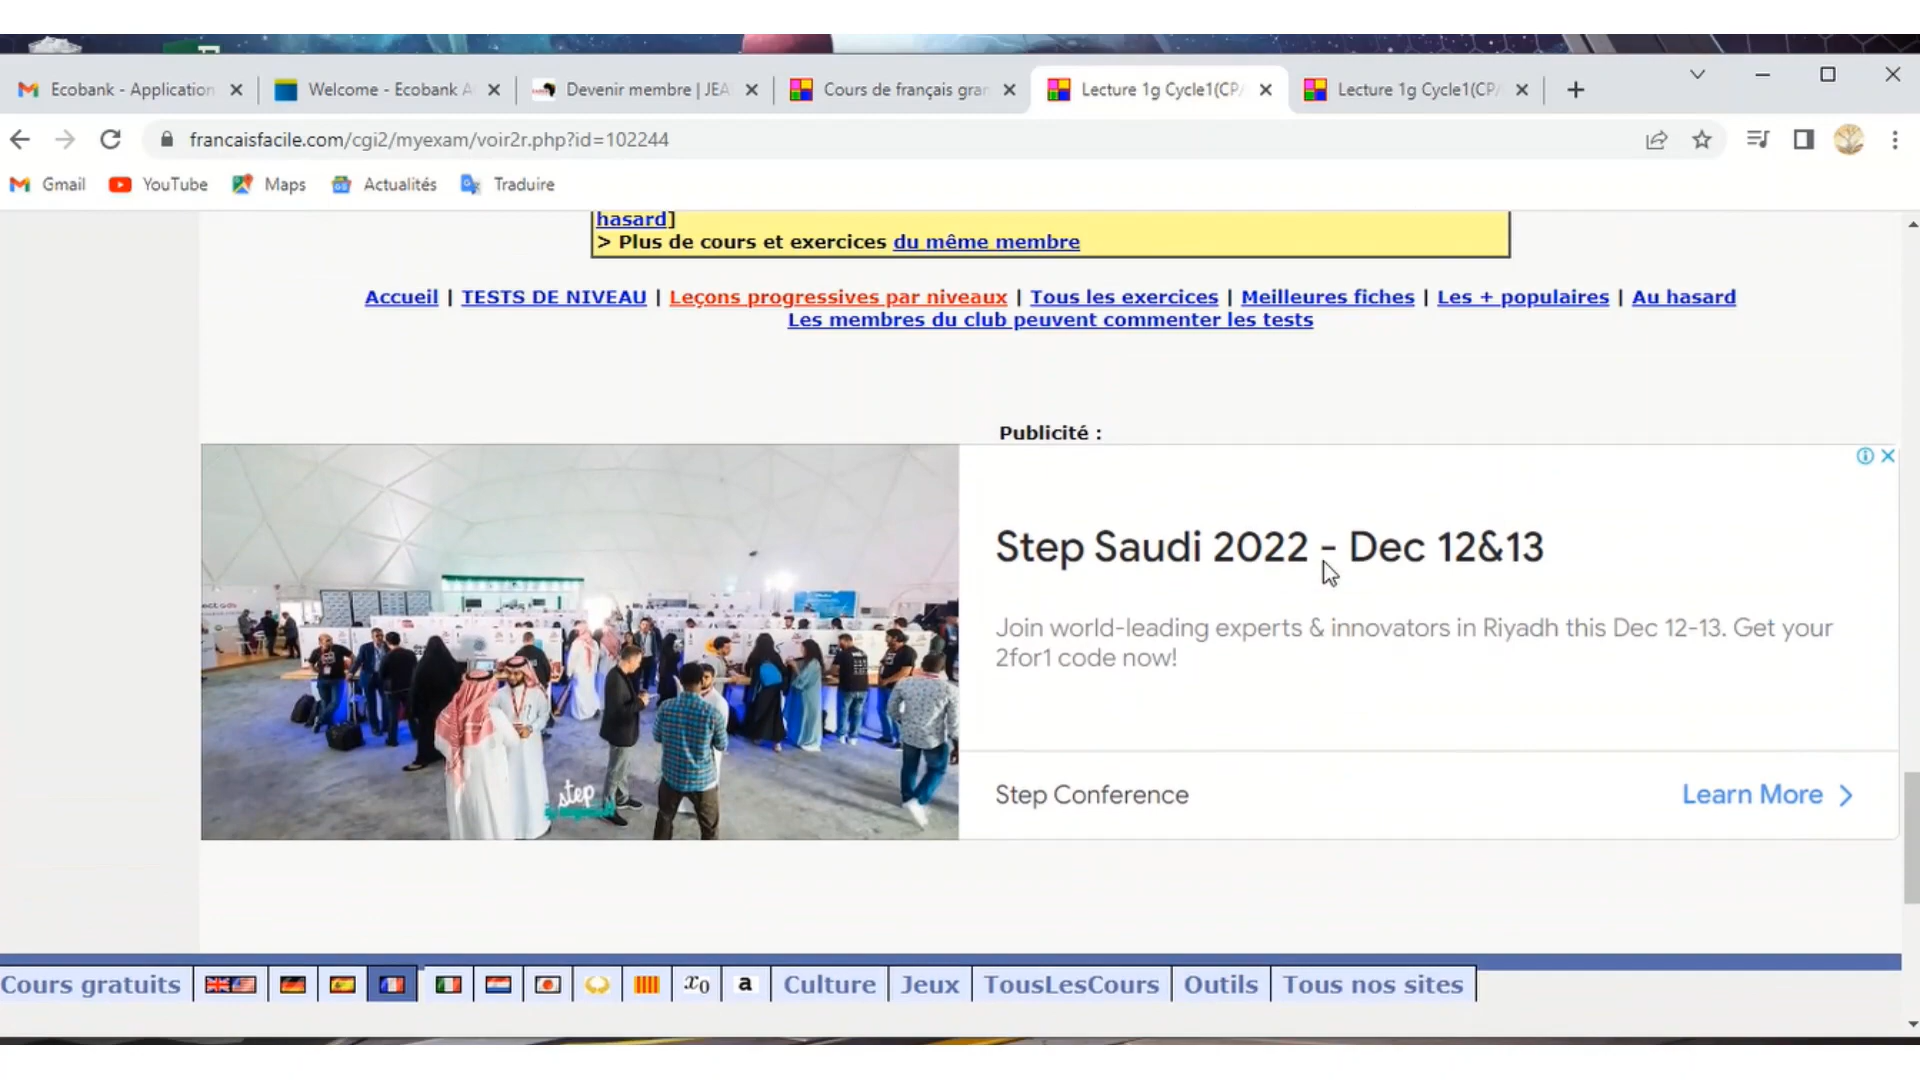 Ecobank - Application
Welcome - Ecobank A
Devenir membre | JEA
Cours de français gra
Lecture 1g Cycle1(CP/
Lecture 1g Cycle1(CP/
francaisfacile.com/cgi2/myexam/voir2r.php?id=102244
Gmail YouTube Maps Actualités Traduire
hasard]
> Plus de cours et exercices du même membre
Accueil | TESTS DE NIVEAU | Leçons progressives par niveaux | Tous les exercices | Meilleures fiches | Les + populaires | Au hasard
Les membres du club peuvent commenter les tests
Publicité :
Step Saudi 2022 - Dec 12&13
Join world-leading experts & innovators in Riyadh this Dec 12-13. Get your
2for1 code now!
step
Step Conference
Learn More
Cours gratuits x0 a Culture Jeux TousLesCours Outils Tous nos sites